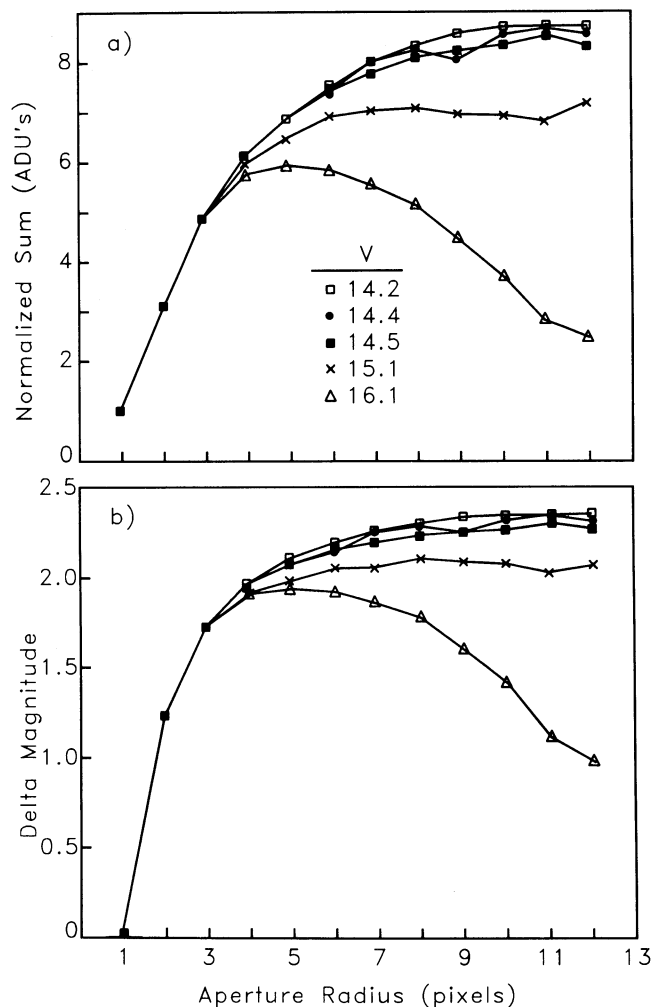 a)
Normalized Sum (ADU's)
8
6
4
2
0
V
14.2
14.4
14.5
15.1
16.1
b)
Delta Magnitude
2.5
2.0
1.5
1.0
0.5
0
1 3 5 7 9 11 13
Aperture Radius (pixels)